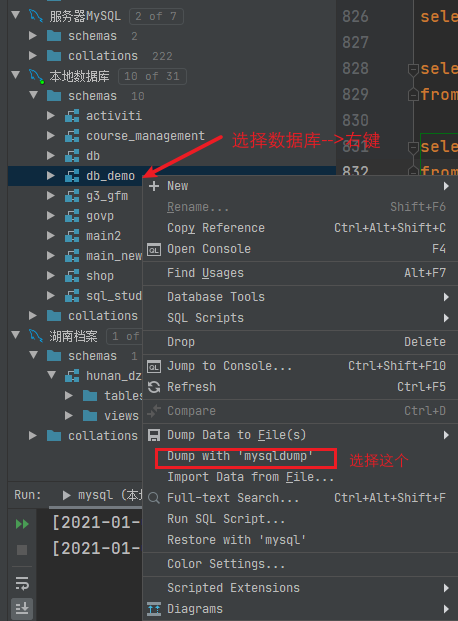 服务器MySQL 2 of 7
schemas 2
collations 222
本地数据库 10 of 31
schemas 10
activiti
course_management
db
db_demo
g3_gfm
govp
main2
main_new
shop
sql_stud
collations
湖南档案 1 of
schemas 1
hunan_dz
tables
views
collations
选择数据库-->右键
826 sele
827
828 sele
829 from
830
831 sele
832 from
New
Rename... Shift+F6
Copy Reference Ctrl+Alt+Shift+C
Open Console F4
Find Usages Alt+F7
Database Tools
SQL Scripts
Drop Delete
Jump to Console... Ctrl+Shift+F10
Refresh Ctrl+F5
Compare Ctrl+D
Dump Data to File(s)
Dump with 'mysqldump' 选择这个
Import Data from File...
Full-text Search... Ctrl+Alt+Shift+F
Run SQL Script...
Restore with 'mysql'
Color Settings...
Scripted Extensions
Diagrams
Run: mysql (本
[2021-01-
[2021-01-